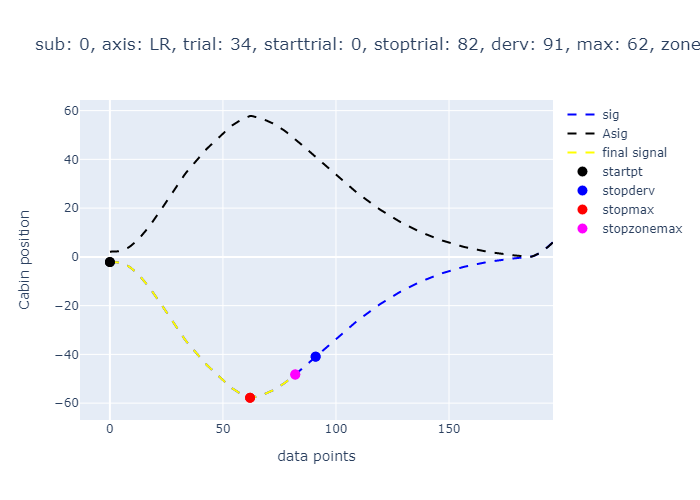 sub: 0, axis: LR, trial: 34, starttrial: 0, stoptrial: 82, derv: 91, max: 62, zone
60
40
20
0
−20
−40
−60
Cabin position
0
50
100
150
data points
sig
Asig
final signal
startpt
stopderv
stopmax
stopzonemax